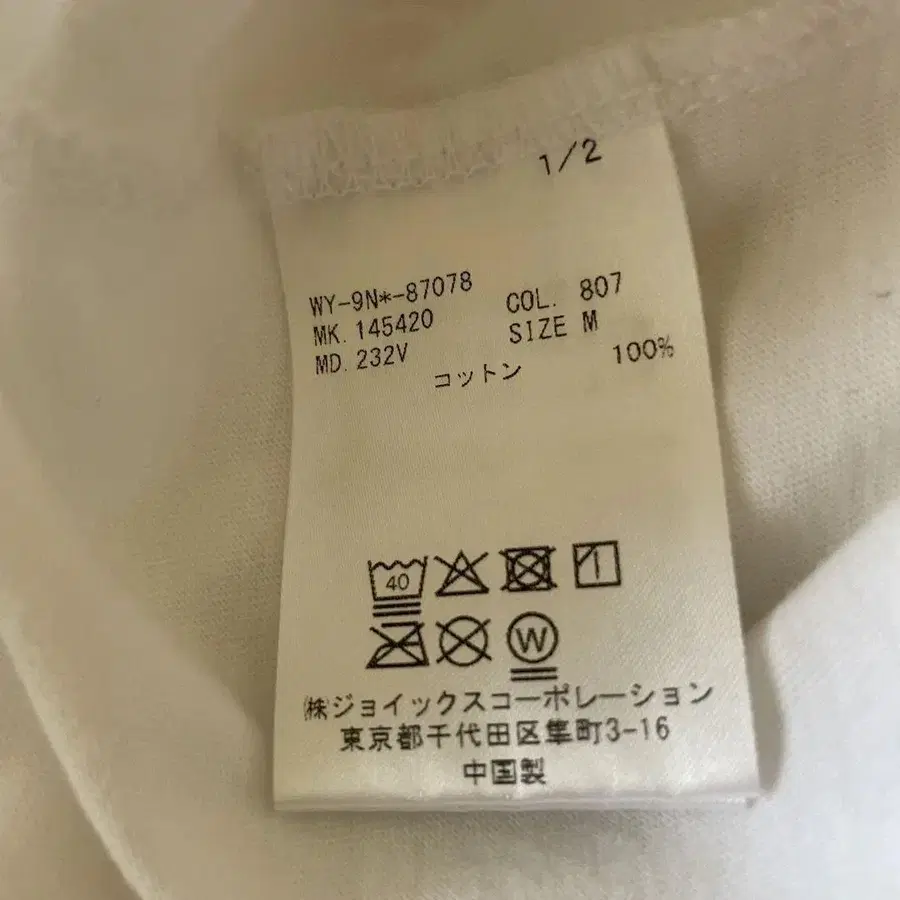 1/2
WY-9N*-87078
COL. 807
MK. 145420
SIZE M
MD. 232V
コットン 100%
40
W
㈱ジョイックスコーポレーション
東京都千代田区隼町3-16
中国製